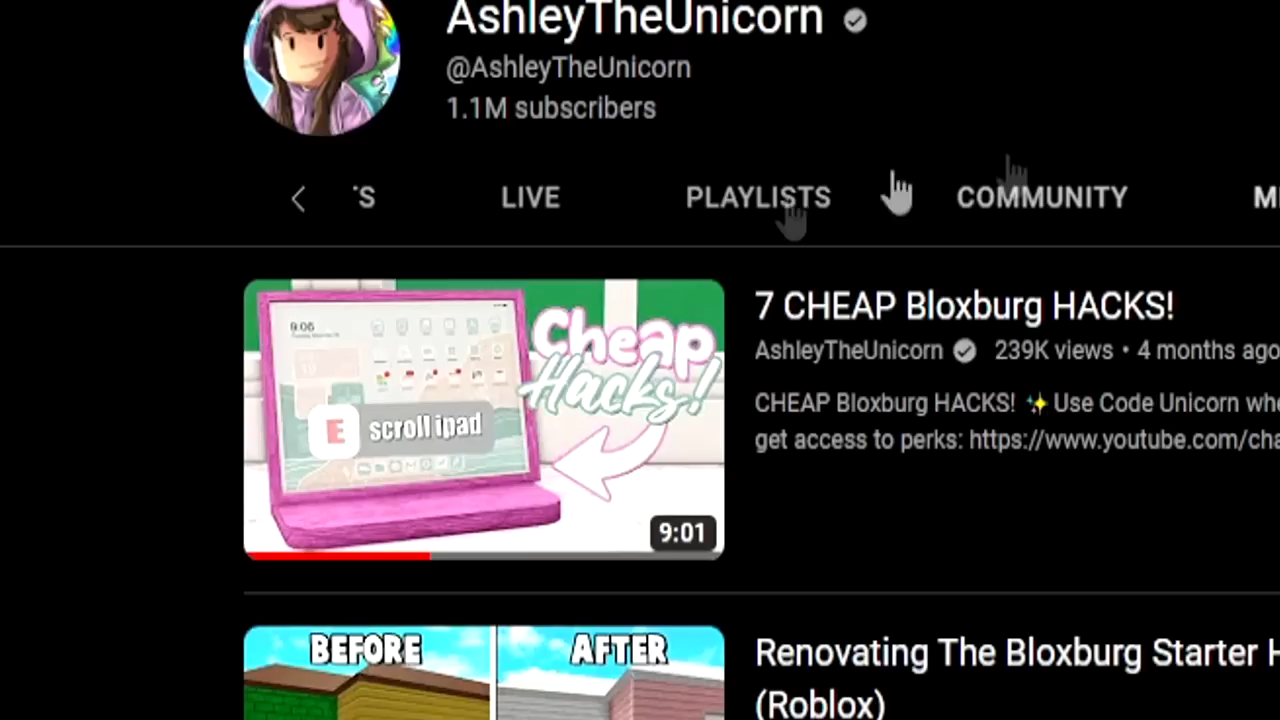 AshleyTheUnicorn
@AshleyTheUnicorn
1.1M subscribers
'S LIVE PLAYLISTS COMMUNITY
7 CHEAP Bloxburg HACKS!
AshleyTheUnicorn 239K views • 4 months ago
CHEAP Bloxburg HACKS! ✨ Use Code Unicorn whe
get access to perks: https://www.youtube.com/cha
9:06
Cheap
Hacks!
E scroll ipad
9:01
BEFORE AFTER
Renovating The Bloxburg Starter H
(Roblox)